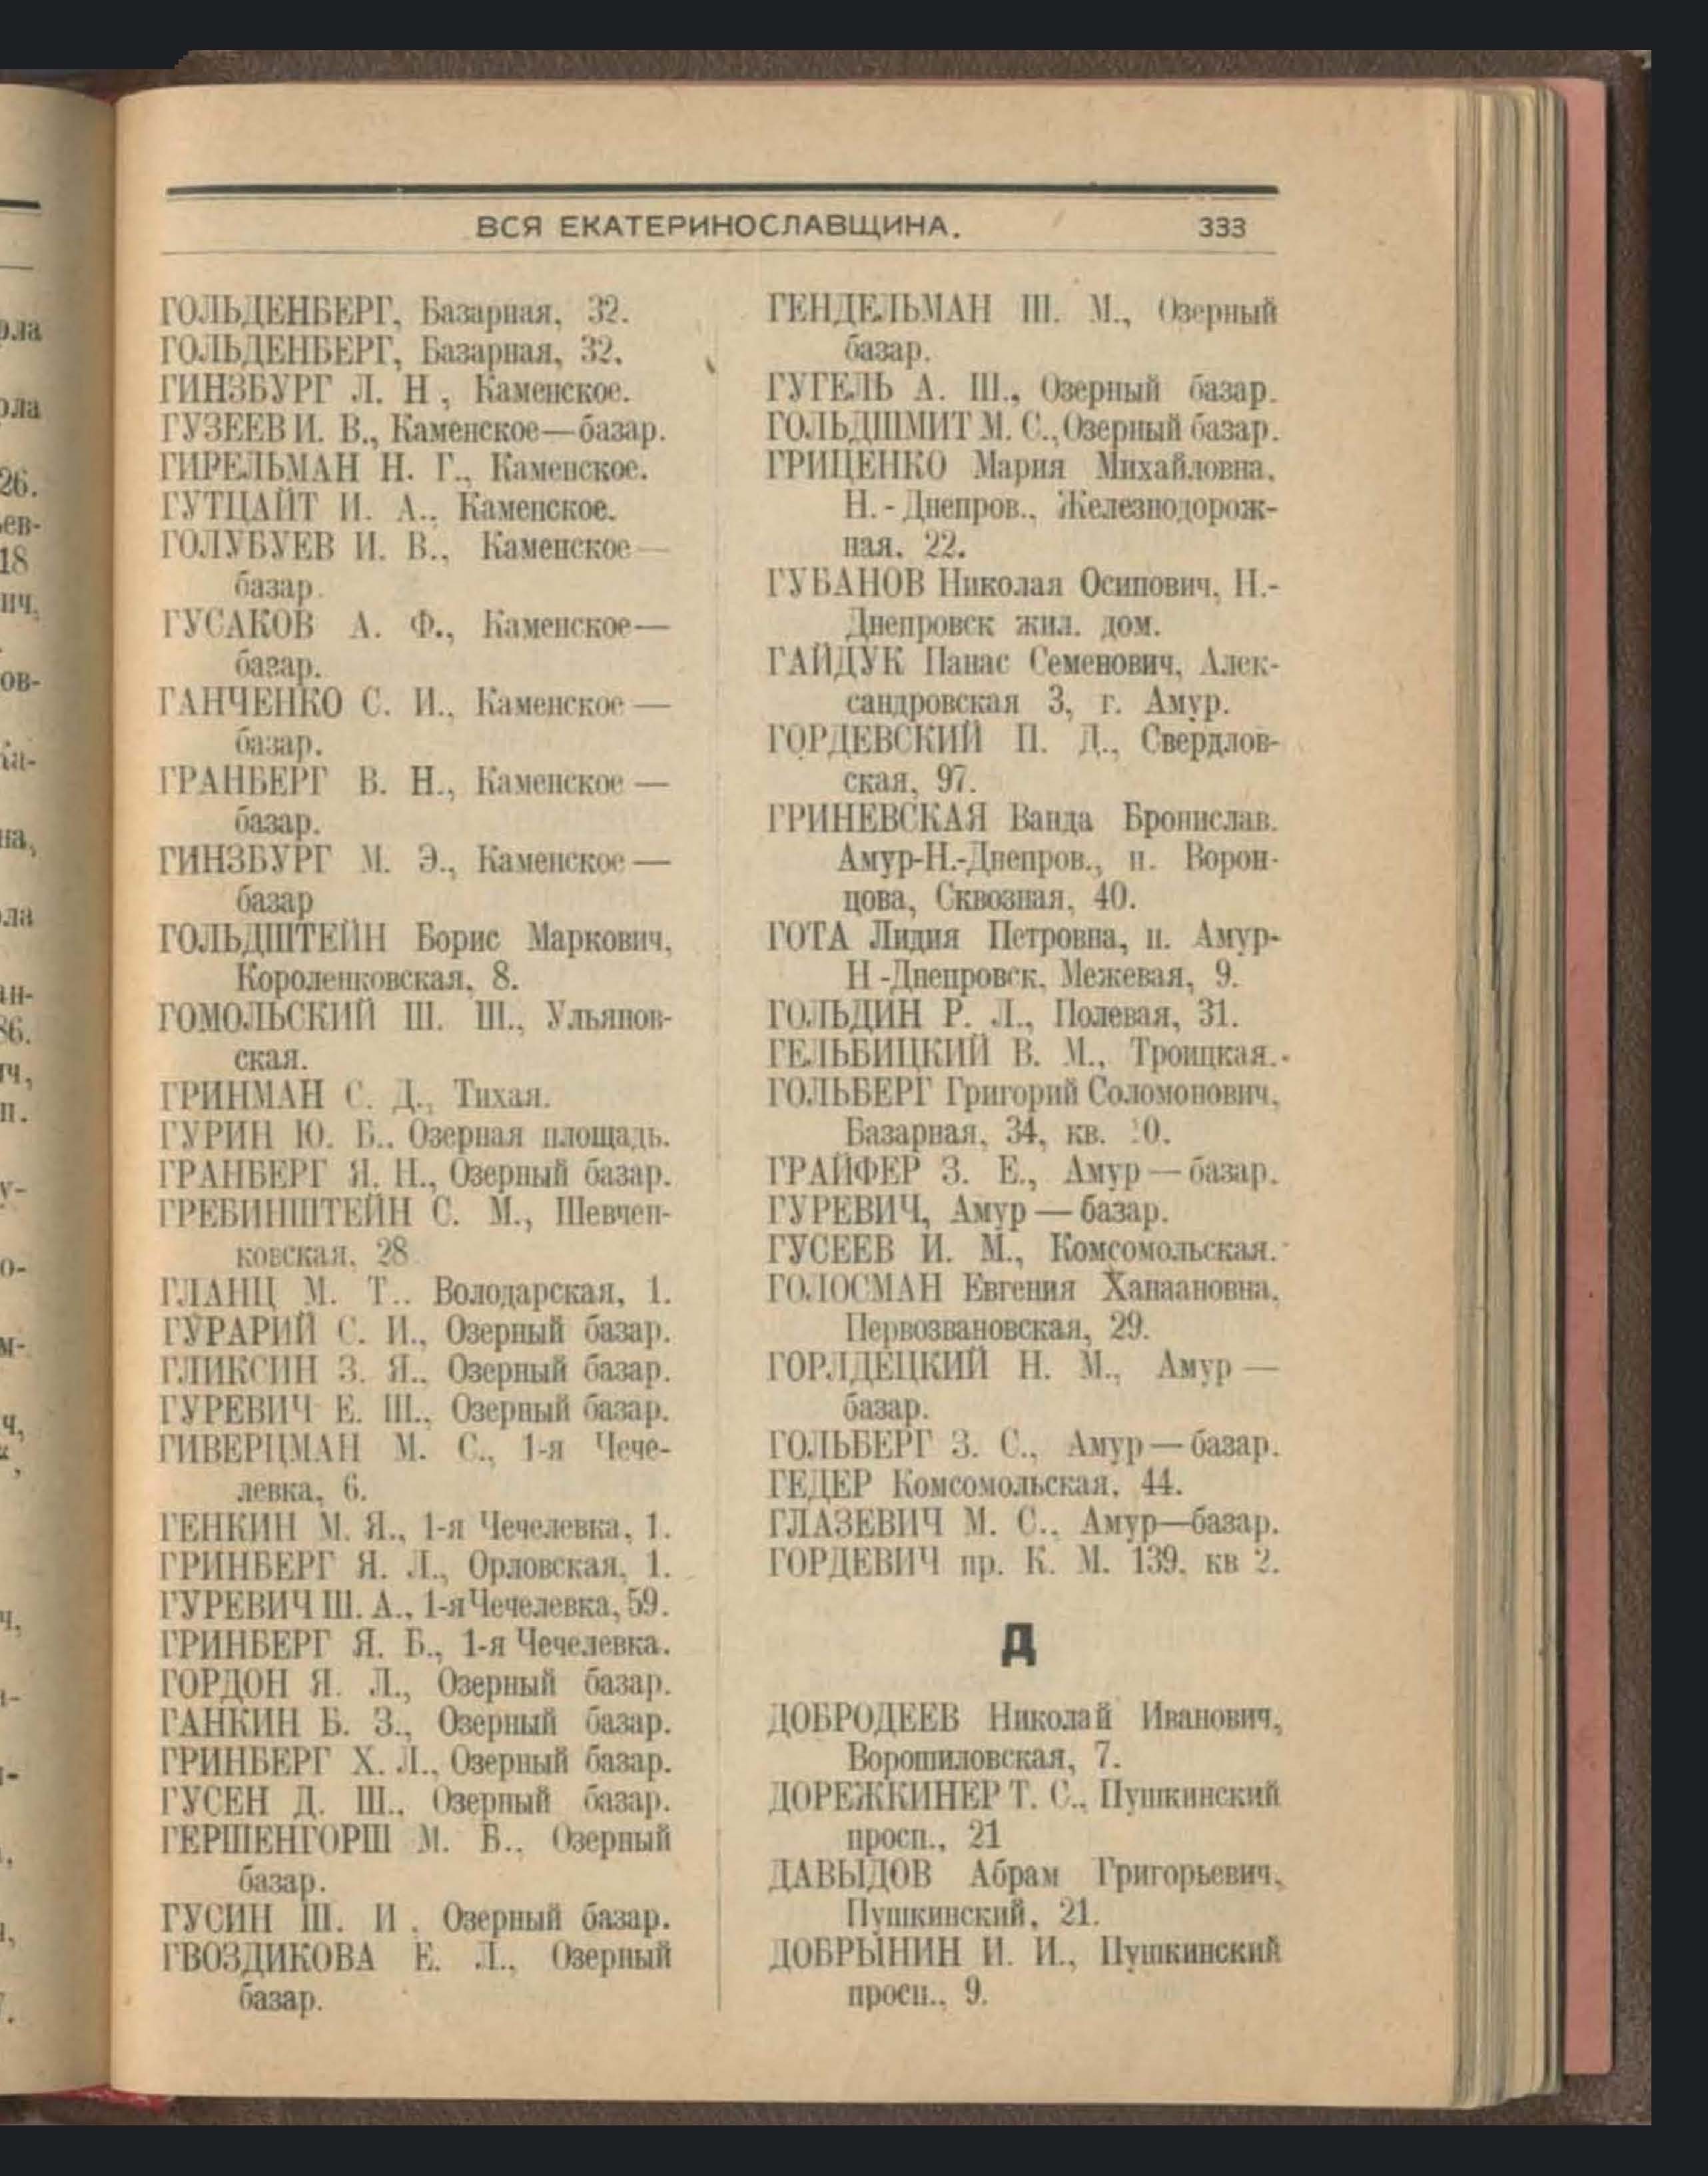 ВСЯ ЕКАТЕРИНОСЛАВЩИНА. 333
ГОЛЬДЕНБЕРГ, Базарная, 32.
ГОЛЬДЕНБЕРГ, Базарная, 32.
ГИНЗБУРГ Л. Н , Каменское.
ГУЗЕЕВ И. В., Каменское—базар.
ГИРЕЛЬМАН Н. Г., Каменское.
ГУТЦАЙТ И. А., Каменское.
ГОЛУБУЕВ И. В., Каменское—
базар.
ГУСАКОВ А. Ф., Каменское—
базар.
ГАНЧЕНКО С. И., Каменское—
базар.
ГРАНБЕРГ В. Н., Каменское—
базар.
ГИНЗБУРГ М. Э., Каменское—
базар
ГОЛЬДШТЕЙН Борис Маркович,
Короленковская, 8.
ГОМОЛЬСКИЙ Ш. Ш., Ульянов-
ская.
ГРИНМАН С. Д., Тихая.
ГУРИН Ю. Б.. Озерная площадь.
ГРАНБЕРГ Я. Н., Озерный базар.
ГРЕБИНШТЕЙН С. М., Шевчен-
ковская, 28
ГЛАНЦ М. Т.. Володарская, 1.
ГУРАРИЙ С. И., Озерный базар.
ГЛИКСИН З. Я., Озерный базар.
ГУРЕВИЧ Е. Ш., Озерный базар.
ГИВЕРЦМАН М. С., 1-я Чече-
левка, 6.
ГЕНКИН М. Я., 1-я Чечелевка, 1.
ГРИНБЕРГ Я. Л., Орловская, 1.
ГУРЕВИЧ Ш. А., 1-я Чечелевка, 59.
ГРИНБЕРГ Я. Б., 1-я Чечелевка.
ГОРДОН Я. Л., Озерный базар.
ГАНКИН Б. З., Озерный базар.
ГРИНБЕРГ Х. Л., Озерный базар.
ГУСЕН Д. Ш., Озерный базар.
ГЕРШЕНГОРШ М. Б., Озерный
базар.
ГУСИН Ш. И . Озерный базар.
ГВОЗДИКОВА Е. Л., Озерный
базар.
ГЕНДЕЛЬМАН Ш. М., Озерный
базар.
ГУГЕЛЬ А. Ш., Озерный базар.
ГОЛЬДШМИТ М. С., Озерный базар.
ГРИЦЕНКО Мария Михайловна,
Н. - Днепров., Железнодорож-
ная, 22.
ГУБАНОВ Николая Осипович, Н.-
Днепровск жил. дом.
ГАЙДУК Панас Семенович, Алек-
сандровская 3, г. Амур.
ГОРДЕВСКИЙ П. Д., Свердлов-
ская, 97.
ГРИНЕВСКАЯ Ванда Бронислав.
Амур-Н.-Днепров., п. Ворон-
цова, Сквозная, 40.
ГОТА Лидия Петровна, п. Амур-
Н -Днепровск, Межевая, 9.
ГОЛЬДИН Р. Л., Полевая, 31.
ГЕЛЬБИЦКИЙ В. М., Троицкая.
ГОЛЬБЕРГ Григорий Соломонович,
Базарная, 34, кв.
ГРАЙФЕР З. Е., Амур—базар.
ГУРЕВИЧ, Амур—базар.
ГУСЕЕВ И. М., Комсомольская.
ГОЛОСМАН Евгения Ханаановна,
Первозвановская, 29.
ГОРЛДЕЦКИЙ Н. М., Амур—
базар.
ГОЛЬБЕРГ З. С., Амур—базар.
ГЕДЕР Комсомольская, 44.
ГЛАЗЕВИЧ М. С., Амур—базар.
ГОРДЕВИЧ пр. К. М. 139, кв 2.
Д
ДОБРОДЕЕВ Николай Иванович,
Ворошиловская, 7.
ДОРЕЖКИНЕР Т. С., Пушкинский
просп., 21
ДАВЫДОВ Абрам Григорьевич,
Пушкинский, 21.
ДОБРЫНИН И. И., Пушкинский
просп., 9.